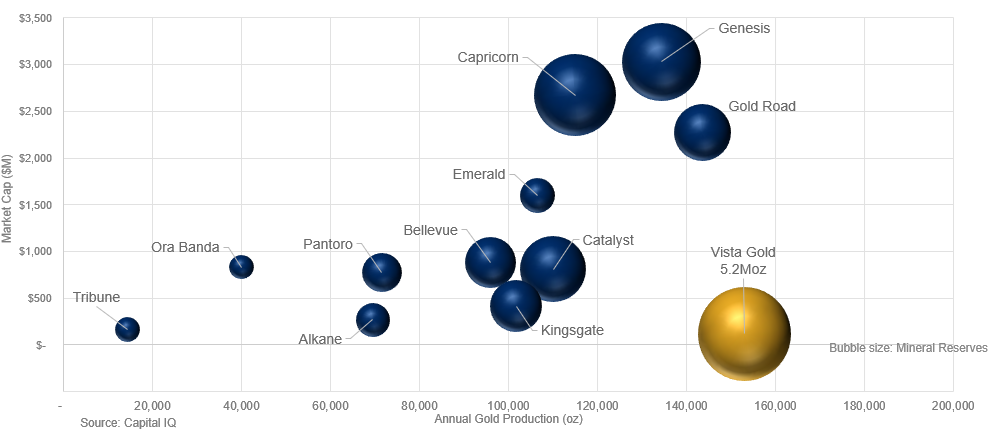 $3,500
$3,000
$2,500
$2,000
$1,500
$1,000
$500
$-
Market Cap ($M)
Genesis
Capricorn
Gold Road
Emerald
Bellevue
Catalyst
Ora Banda
Pantoro
Vista Gold
5.2Moz
Tribune
Alkane
Kingsgate
Bubble size: Mineral Reserves
- 20,000 40,000 60,000 80,000 100,000 120,000 140,000 160,000 180,000 200,000
Annual Gold Production (oz)
Source: Capital IQ